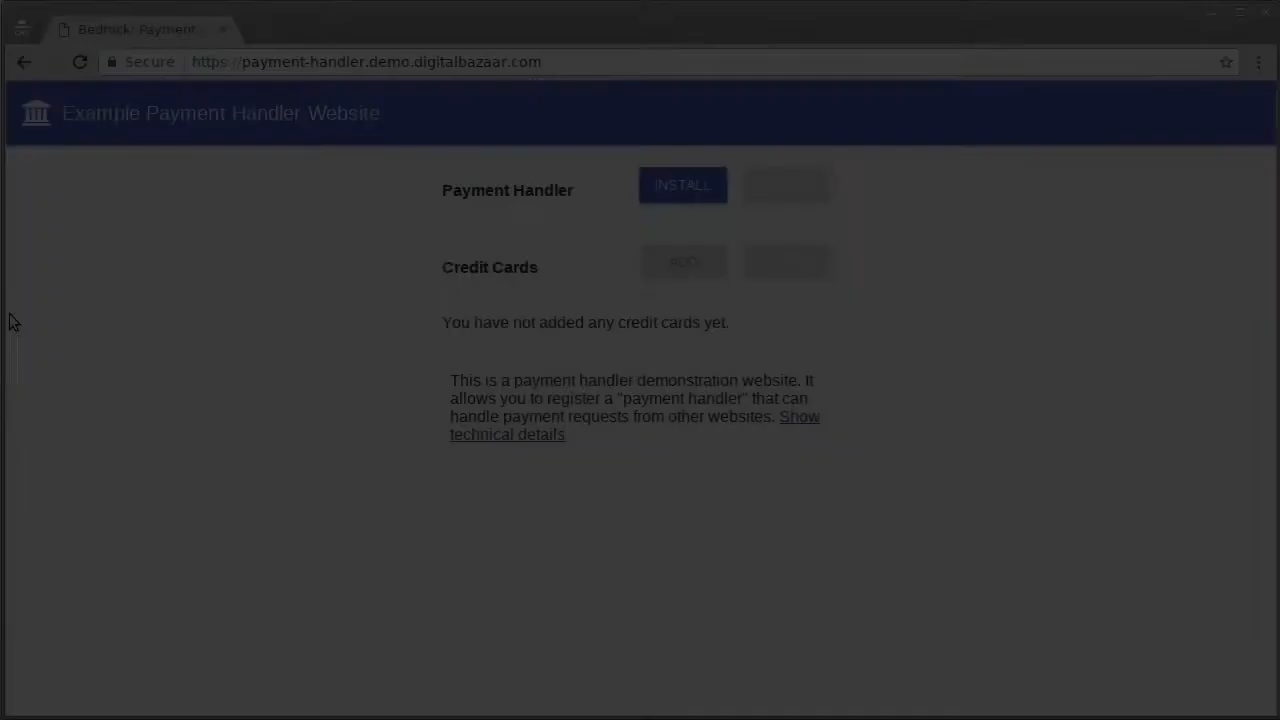 Bedrock: Payment
Secure https://payment-handler.demo.digitalbazaar.com
Example Payment Handler Website
Payment Handler INSTALL
Credit Cards ADD
You have not added any credit cards yet.
This is a payment handler demonstration website. It
allows you to register a "payment handler" that can
handle payment requests from other websites. Show
technical details